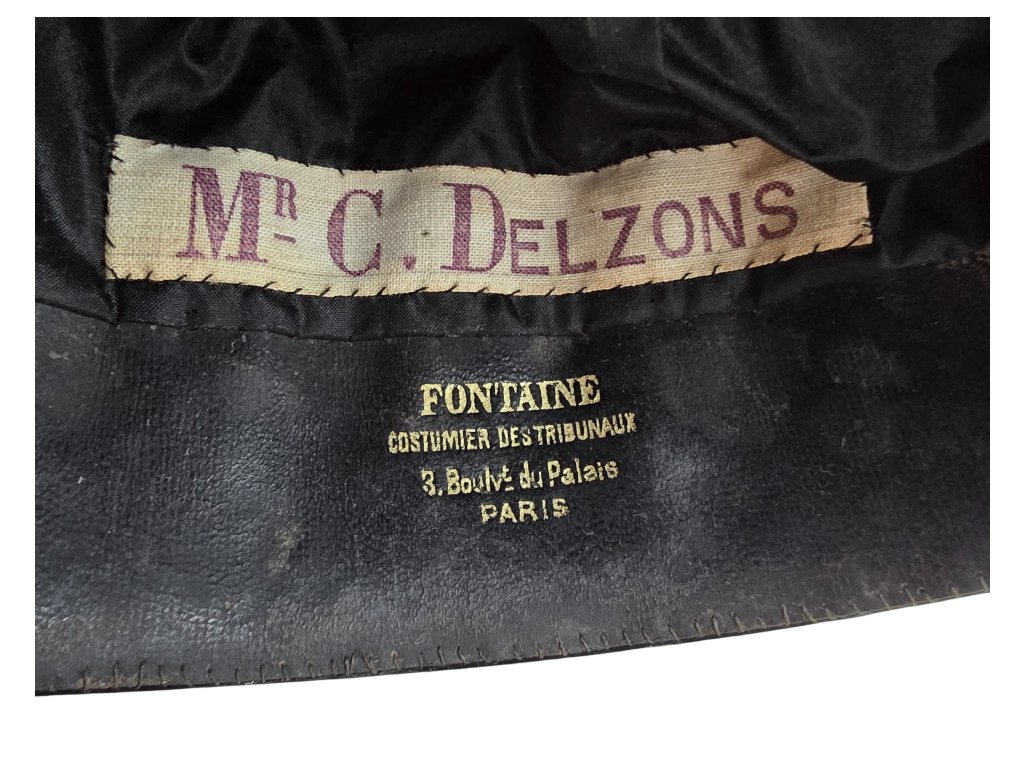 Mr C. DELZONS
FONTAINE
COSTUMIER DES TRIBUNAUX
3. Boulvt du Palais
PARIS